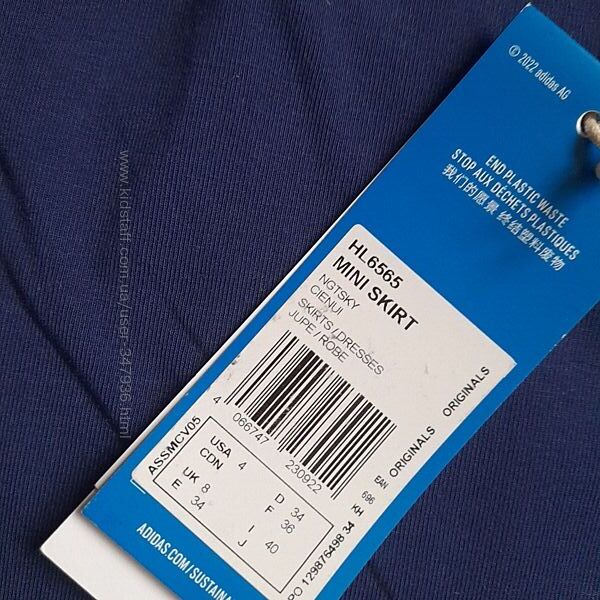 © 2022 adidas AG
END PLASTIC WASTE
STOP AUX DÉCHETS PLASTIQUES
我们的愿景 终结塑料废物
HL6565
MINI SKIRT
NGTSKY
CIENUI
SKIRTS / DRESSES
JUPE / ROBE
4 066747 230922
EAN
696
KH
ORIGINALS
ORIGINALS
ASSMCV05
USA 4
CDN
UK 8 D 34
E 34 F 36
I 40
J
PO 129876498 34
ADIDAS.COM/SUSTAINA
www.kidstaff.com.ua/user-347996.html